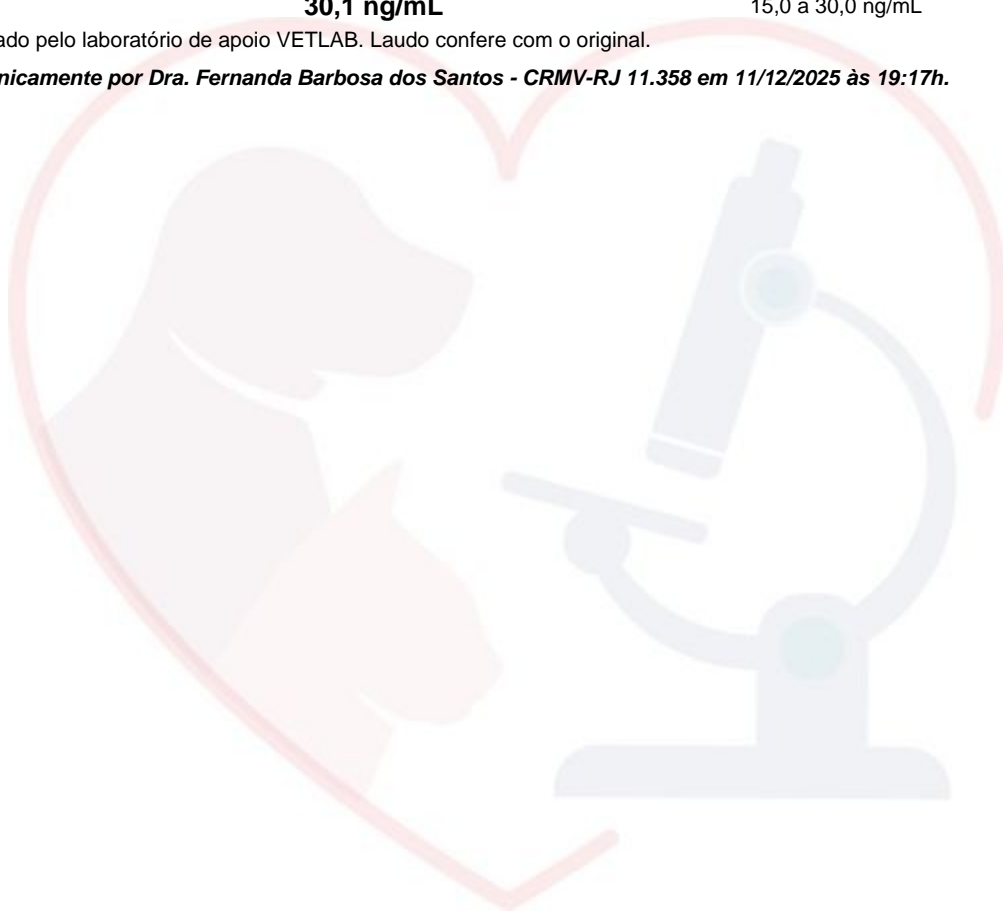 30,1 ng/mL 15,0 a 30,0 ng/mL
ado pelo laboratório de apoio VETLAB. Laudo confere com o original.
nicamente por Dra. Fernanda Barbosa dos Santos - CRMV-RJ 11.358 em 11/12/2025 às 19:17h.